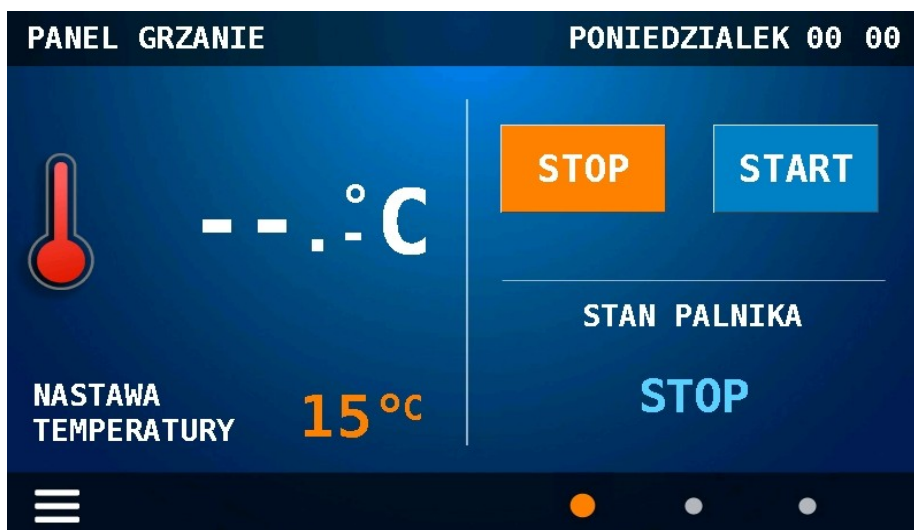 PANEL GRZANIE
PONIEDZIALEK 00 00
STOP
START
--.-°C
STAN PALNIKA
NASTAWA
TEMPERATURY
15°C
STOP